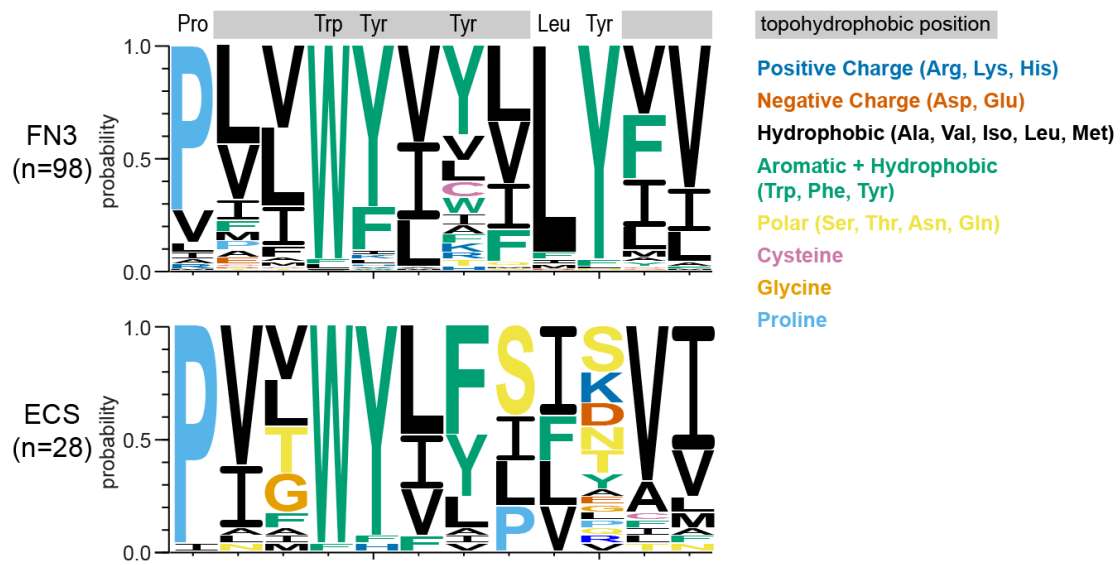 Pro Trp Tyr Tyr Leu Tyr
topohydrophobic position
Positive Charge (Arg, Lys, His)
Negative Charge (Asp, Glu)
Hydrophobic (Ala, Val, Iso, Leu, Met)
Aromatic + Hydrophobic
(Trp, Phe, Tyr)
Polar (Ser, Thr, Asn, Gln)
Cysteine
Glycine
Proline
FN3
(n=98)
probability
1.0
0.5
0.0
P L V W Y V Y L L Y V V
V V L F I V V F I
I I L L I I L
F C F
M W
ECS
(n=28)
probability
1.0
0.5
0.0
P V V W Y L F S I S V I
I L I Y I F K A V
T V L L L D L
G F A P V N M
F T